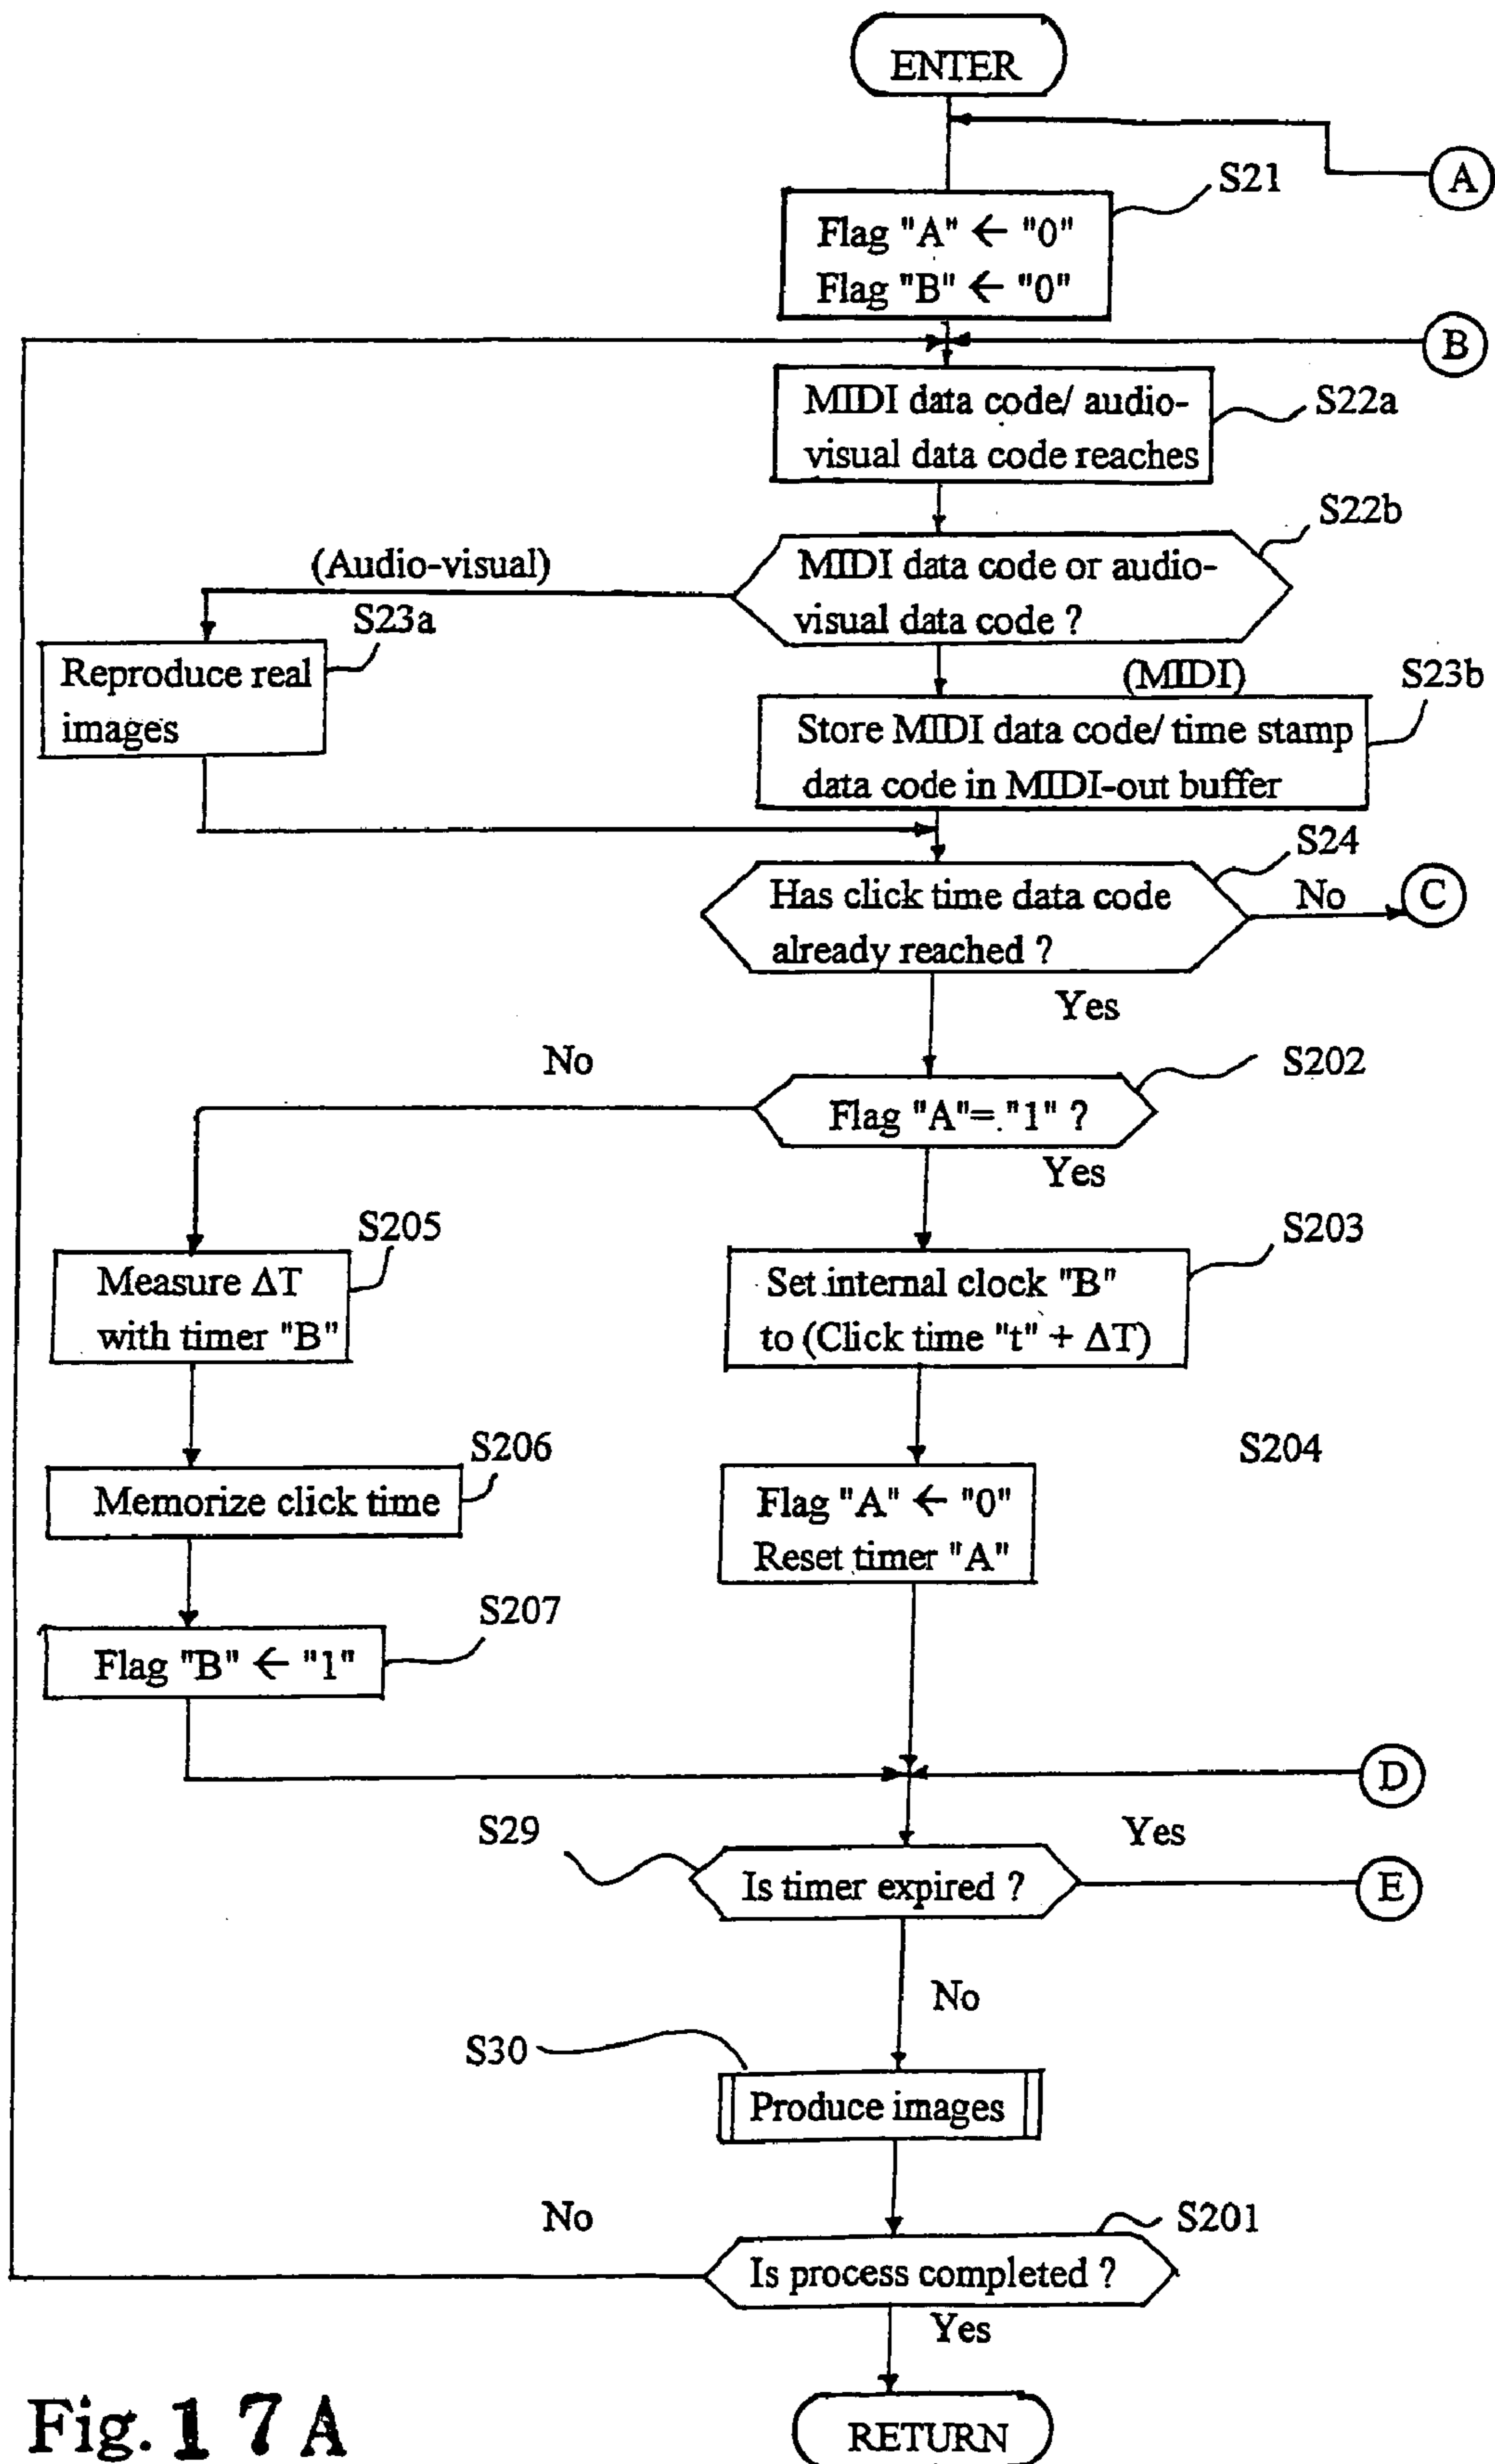 ENTER
A
S21
Flag "A" ← "0"
Flag "B" ← "0"
B
MIDI data code/ audio-
visual data code reaches
S22a
S22b
(Audio-visual)
MIDI data code or audio-
visual data code ?
S23a
Reproduce real
images
(MIDI)
S23b
Store MIDI data code/ time stamp
data code in MIDI-out buffer
S24
Has click time data code
already reached ?
No
C
Yes
No
S202
Flag "A"="1" ?
Yes
S205
S203
Measure ΔT
with timer "B"
Set internal clock "B"
to (Click time "t" + ΔT)
S206
S204
Memorize click time
Flag "A" ← "0"
Reset timer "A"
S207
Flag "B" ← "1"
D
S29
Yes
Is timer expired ?
E
No
S30
Produce images
No
S201
Is process completed ?
Yes
RETURN
Fig. 17A